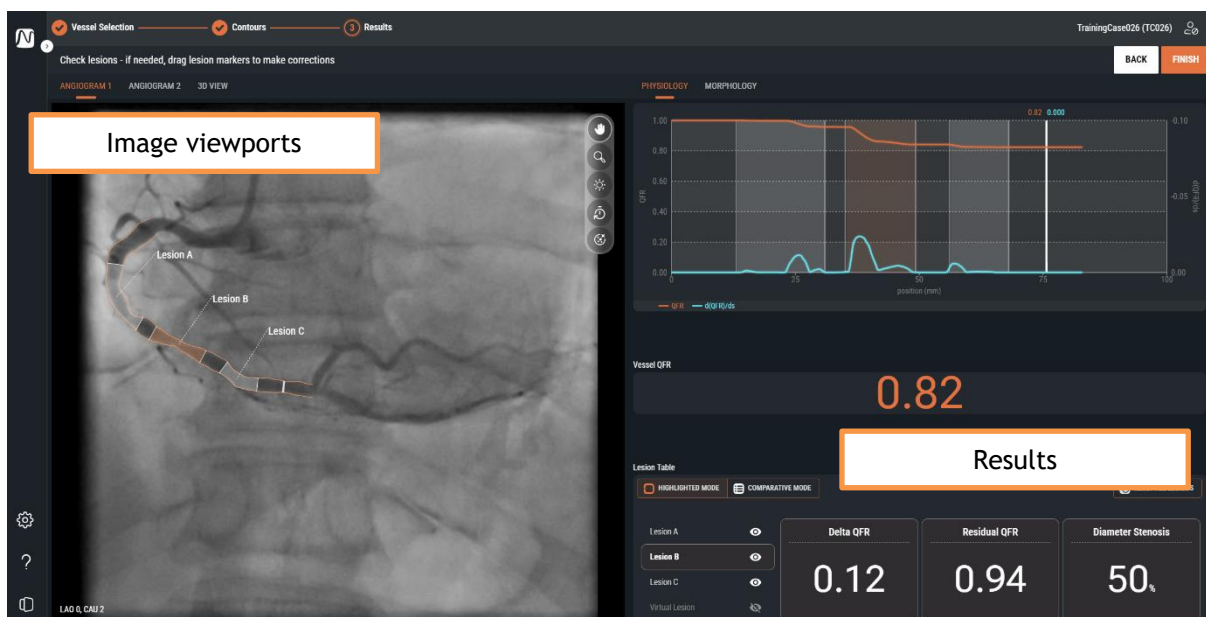 Vessel Selection
Contours
3 Results
TrainingCase026 (TC026)
Check lesions - if needed, drag lesion markers to make corrections
BACK
FINISH
ANGIOGRAM 1 ANGIOGRAM 2 3D VIEW
PHYSIOLOGY MORPHOLOGY
Image viewports
Lesion A
Lesion B
Lesion C
LAO 0, CAU 2
0.82 0.000
1.00
0.80
0.60
0.40
0.20
0.00
QFR
-0.10
-0.05
0.00
d(QFR)/ds
0 25 50 75 100
position (mm)
QFR d(QFR)/ds
Vessel QFR
0.82
Results
Lesion Table
HIGHLIGHTED MODE COMPARATIVE MODE
Lesion A
Lesion B
Lesion C
Virtual Lesion
Delta QFR
0.12
Residual QFR
0.94
Diameter Stenosis
50%